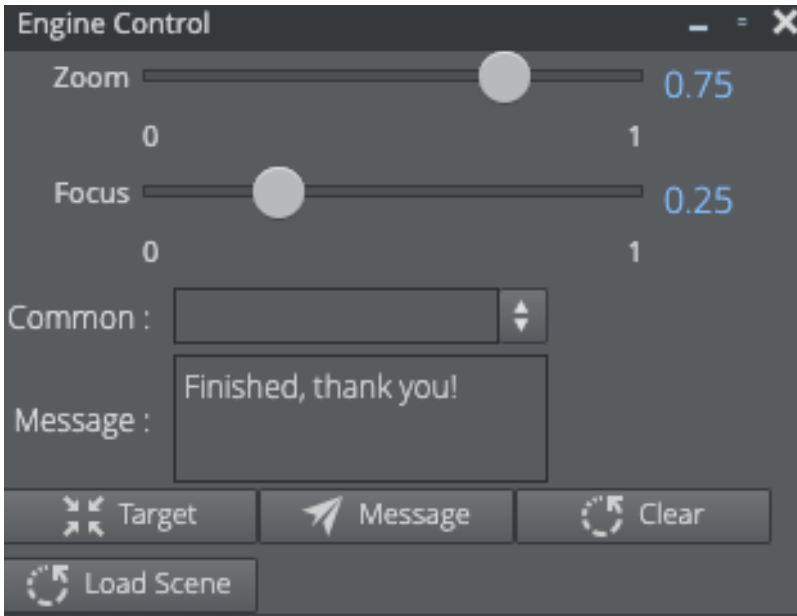 Engine Control
Zoom 0.75
0 1
Focus 0.25
0 1
Common :
Finished, thank you!
Message :
Target Message Clear
Load Scene